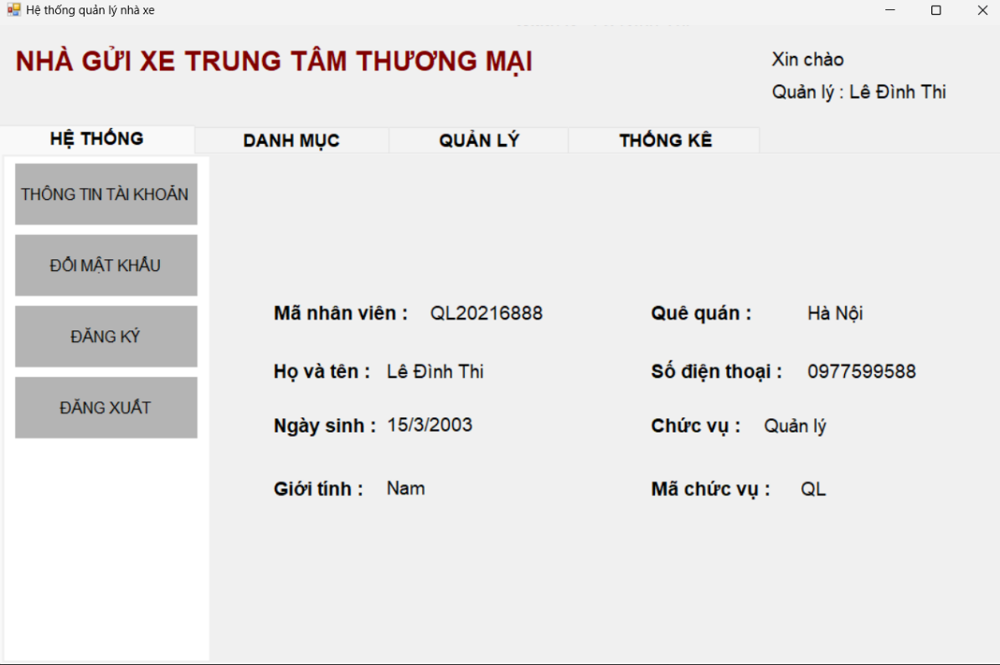 Hệ thống quản lý nhà xe
NHÀ GỬI XE TRUNG TÂM THƯƠNG MẠI
Xin chào
Quản lý : Lê Đình Thi
HỆ THỐNG DANH MỤC QUẢN LÝ THỐNG KÊ
THÔNG TIN TÀI KHOẢN
ĐỔI MẬT KHẨU
ĐĂNG KÝ
ĐĂNG XUẤT
Mã nhân viên : QL20216888 Quê quán : Hà Nội
Họ và tên : Lê Đình Thi Số điện thoại : 0977599588
Ngày sinh : 15/3/2003 Chức vụ : Quản lý
Giới tính : Nam Mã chức vụ : QL